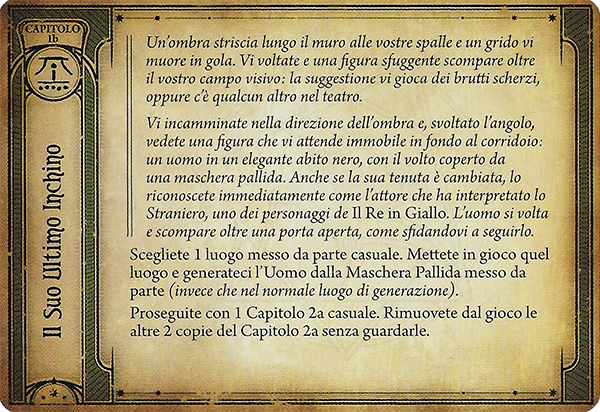 CAPITOLO
1b
Il Suo Ultimo Inchino
Un'ombra striscia lungo il muro alle vostre spalle e un grido vi
muore in gola. Vi voltate e una figura sfuggente scompare oltre
il vostro campo visivo: la suggestione vi gioca dei brutti scherzi,
oppure c'è qualcun altro nel teatro.
Vi incamminate nella direzione dell'ombra e, svoltato l'angolo,
vedete una figura che vi attende immobile in fondo al corridoio:
un uomo in un elegante abito nero, con il volto coperto da
una maschera pallida. Anche se la sua tenuta è cambiata, lo
riconoscete immediatamente come l'attore che ha interpretato lo
Straniero, uno dei personaggi de Il Re in Giallo. L'uomo si volta
e scompare oltre una porta aperta, come sfidandovi a seguirlo.
Scegliete 1 luogo messo da parte casuale. Mettete in gioco quel
luogo e generateci l'Uomo dalla Maschera Pallida messo da
parte (invece che nel normale luogo di generazione).
Proseguite con 1 Capitolo 2a casuale. Rimuovete dal gioco le
altre 2 copie del Capitolo 2a senza guardarle.